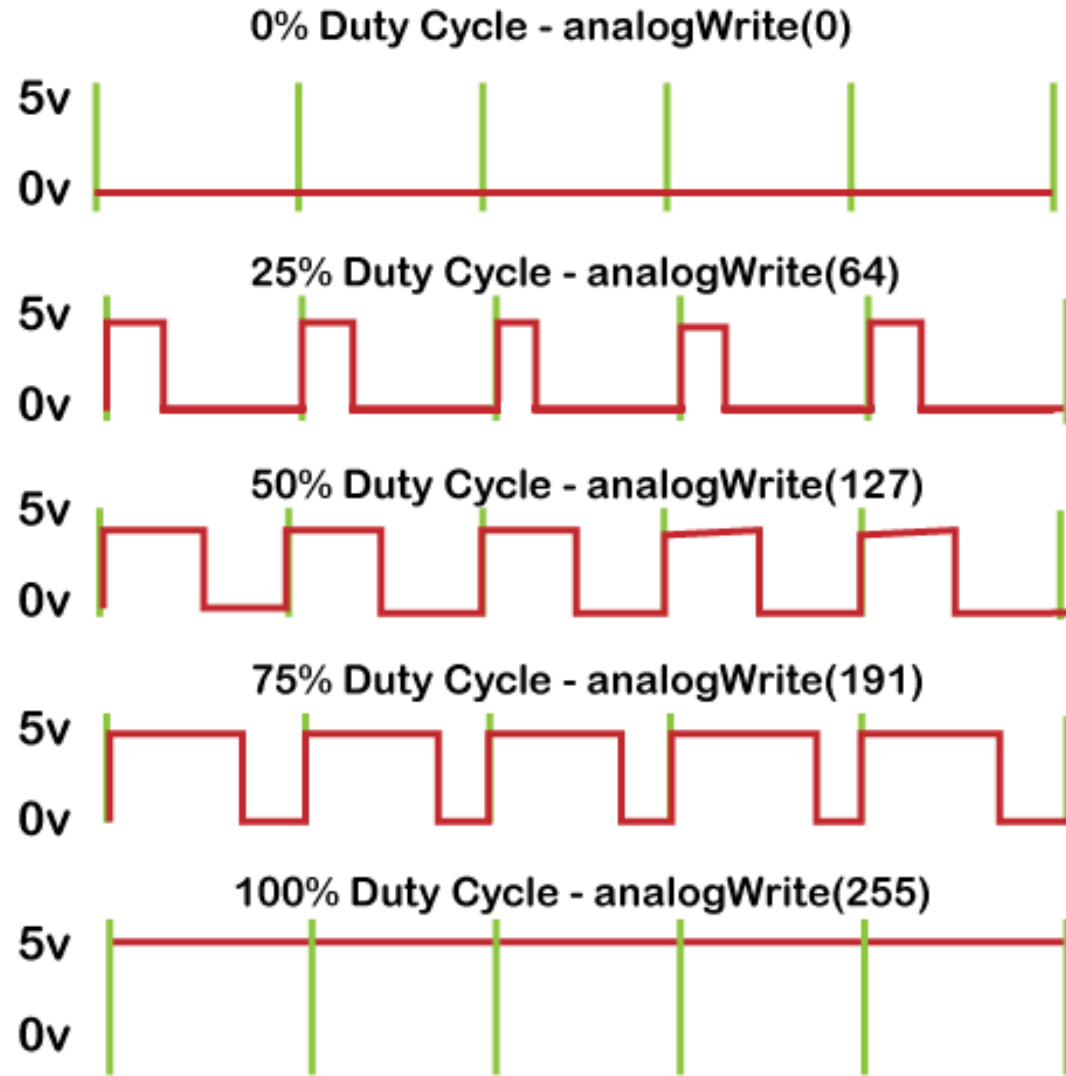 0% Duty Cycle - analogWrite(0)
5v
0v
25% Duty Cycle - analogWrite(64)
5v
0v
50% Duty Cycle - analogWrite(127)
5v
0v
75% Duty Cycle - analogWrite(191)
5v
0v
100% Duty Cycle - analogWrite(255)
5v
0v